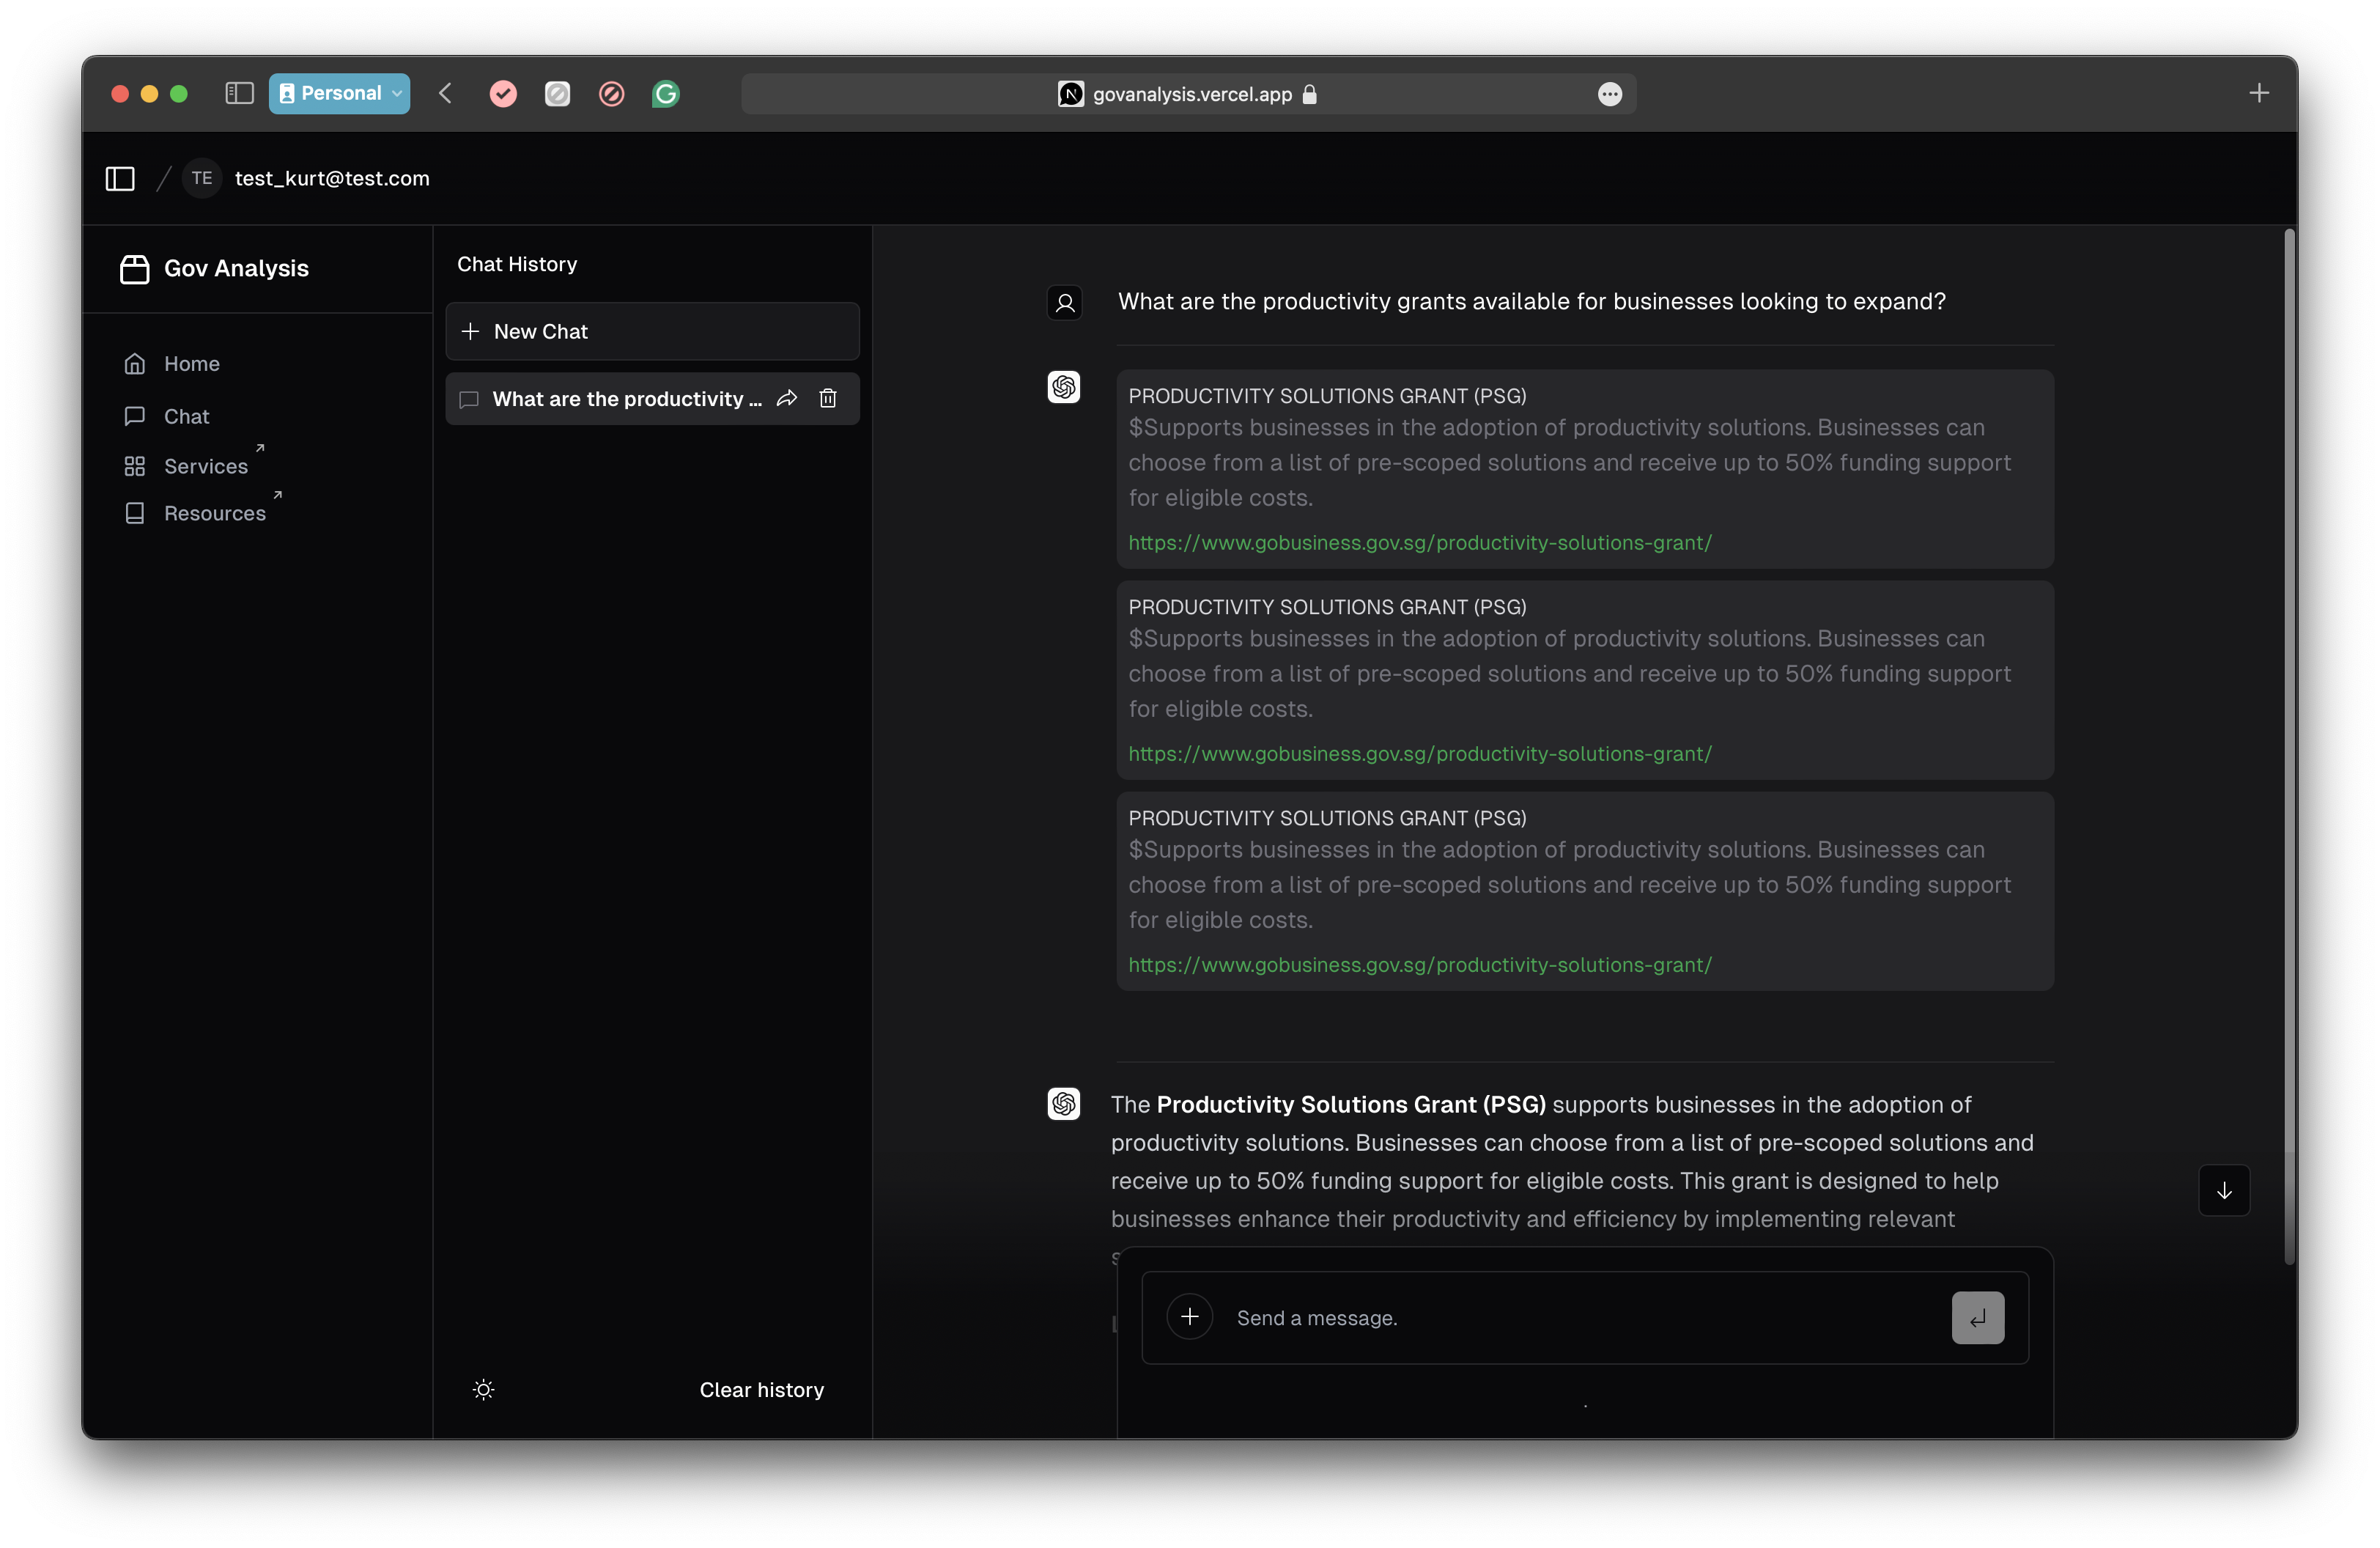 Personal
govanalysis.vercel.app
TE
test_kurt@test.com
Gov Analysis
Home
Chat
Services
Resources
Chat History
New Chat
What are the productivity ...
Clear history
What are the productivity grants available for businesses looking to expand?
PRODUCTIVITY SOLUTIONS GRANT (PSG)
$Supports businesses in the adoption of productivity solutions. Businesses can
choose from a list of pre-scoped solutions and receive up to 50% funding support
for eligible costs.
https://www.gobusiness.gov.sg/productivity-solutions-grant/
PRODUCTIVITY SOLUTIONS GRANT (PSG)
$Supports businesses in the adoption of productivity solutions. Businesses can
choose from a list of pre-scoped solutions and receive up to 50% funding support
for eligible costs.
https://www.gobusiness.gov.sg/productivity-solutions-grant/
PRODUCTIVITY SOLUTIONS GRANT (PSG)
$Supports businesses in the adoption of productivity solutions. Businesses can
choose from a list of pre-scoped solutions and receive up to 50% funding support
for eligible costs.
https://www.gobusiness.gov.sg/productivity-solutions-grant/
The Productivity Solutions Grant (PSG) supports businesses in the adoption of
productivity solutions. Businesses can choose from a list of pre-scoped solutions and
receive up to 50% funding support for eligible costs. This grant is designed to help
businesses enhance their productivity and efficiency by implementing relevant
Send a message.